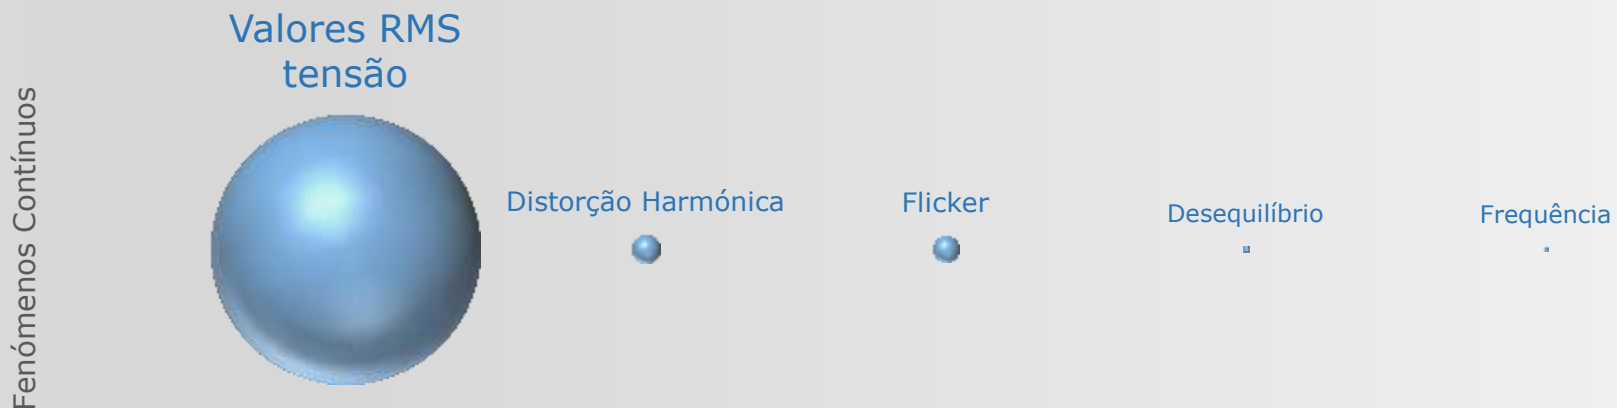 Fenómenos Contínuos
Valores RMS
tensão
Distorção Harmónica
Flicker
Desequilíbrio
Frequência